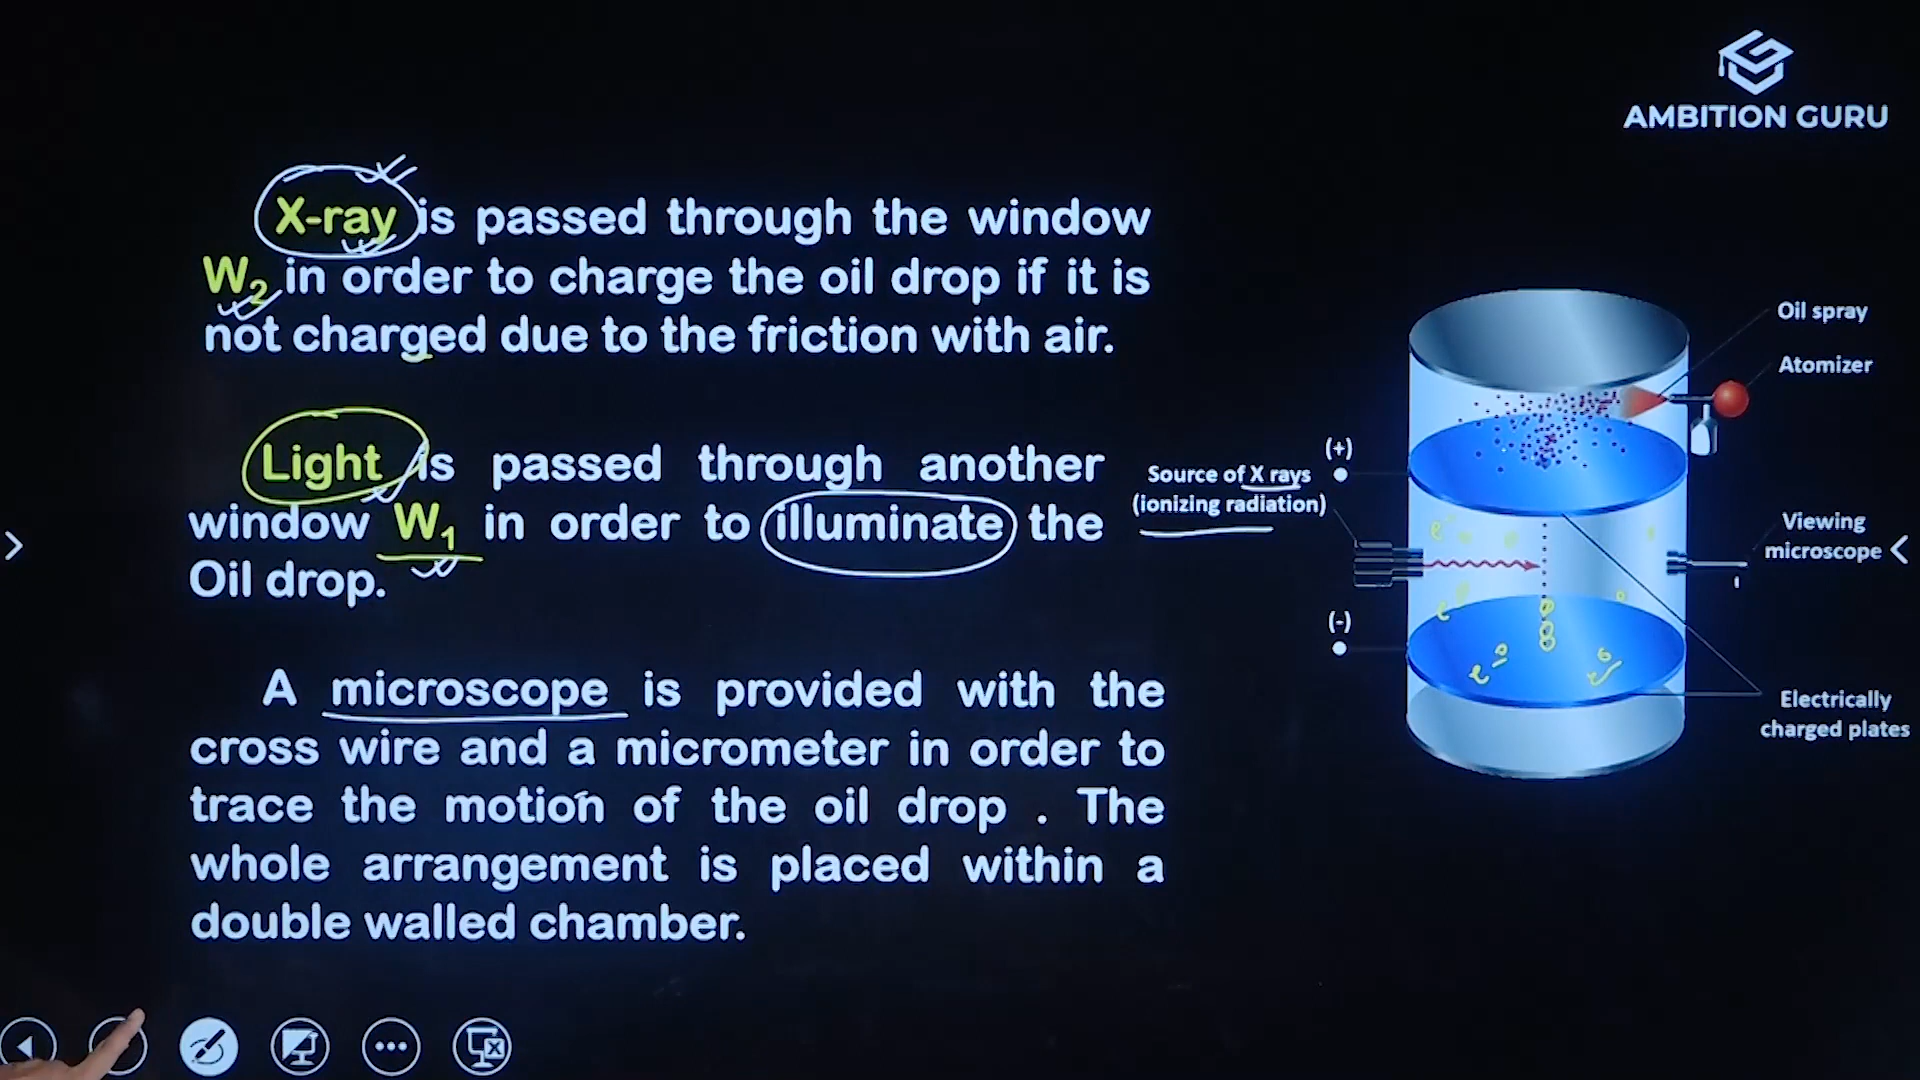 AMBITION GURU
X-ray is passed through the window
W₂ in order to charge the oil drop if it is
not charged due to the friction with air.
Light is passed through another
window W₁ in order to illuminate the
Oil drop.
A microscope is provided with the
cross wire and a micrometer in order to
trace the motion of the oil drop . The
whole arrangement is placed within a
double walled chamber.
Oil spray
Atomizer
(+)
Source of X rays
(ionizing radiation)
Viewing
microscope
(-)
Electrically
charged plates
e⁻
e
e
e